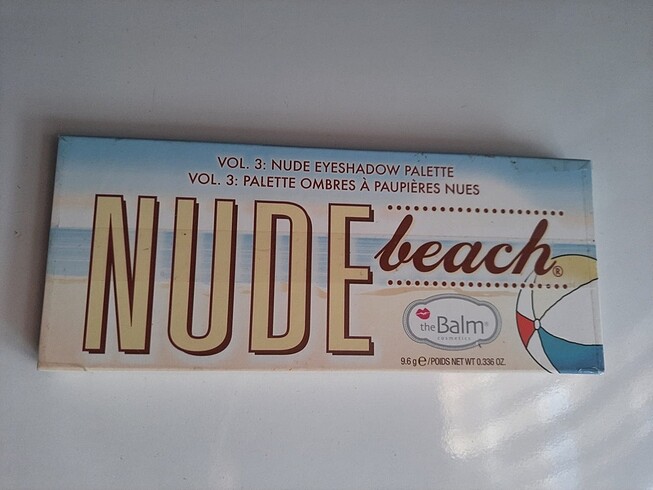 VOL. 3: NUDE EYESHADOW PALETTE
VOL. 3: PALETTE OMBRES À PAUPIÈRES NUES
NUDE beach®
theBalm®
cosmetics
9.6 g ℮/POIDS NET WT 0.336 OZ.